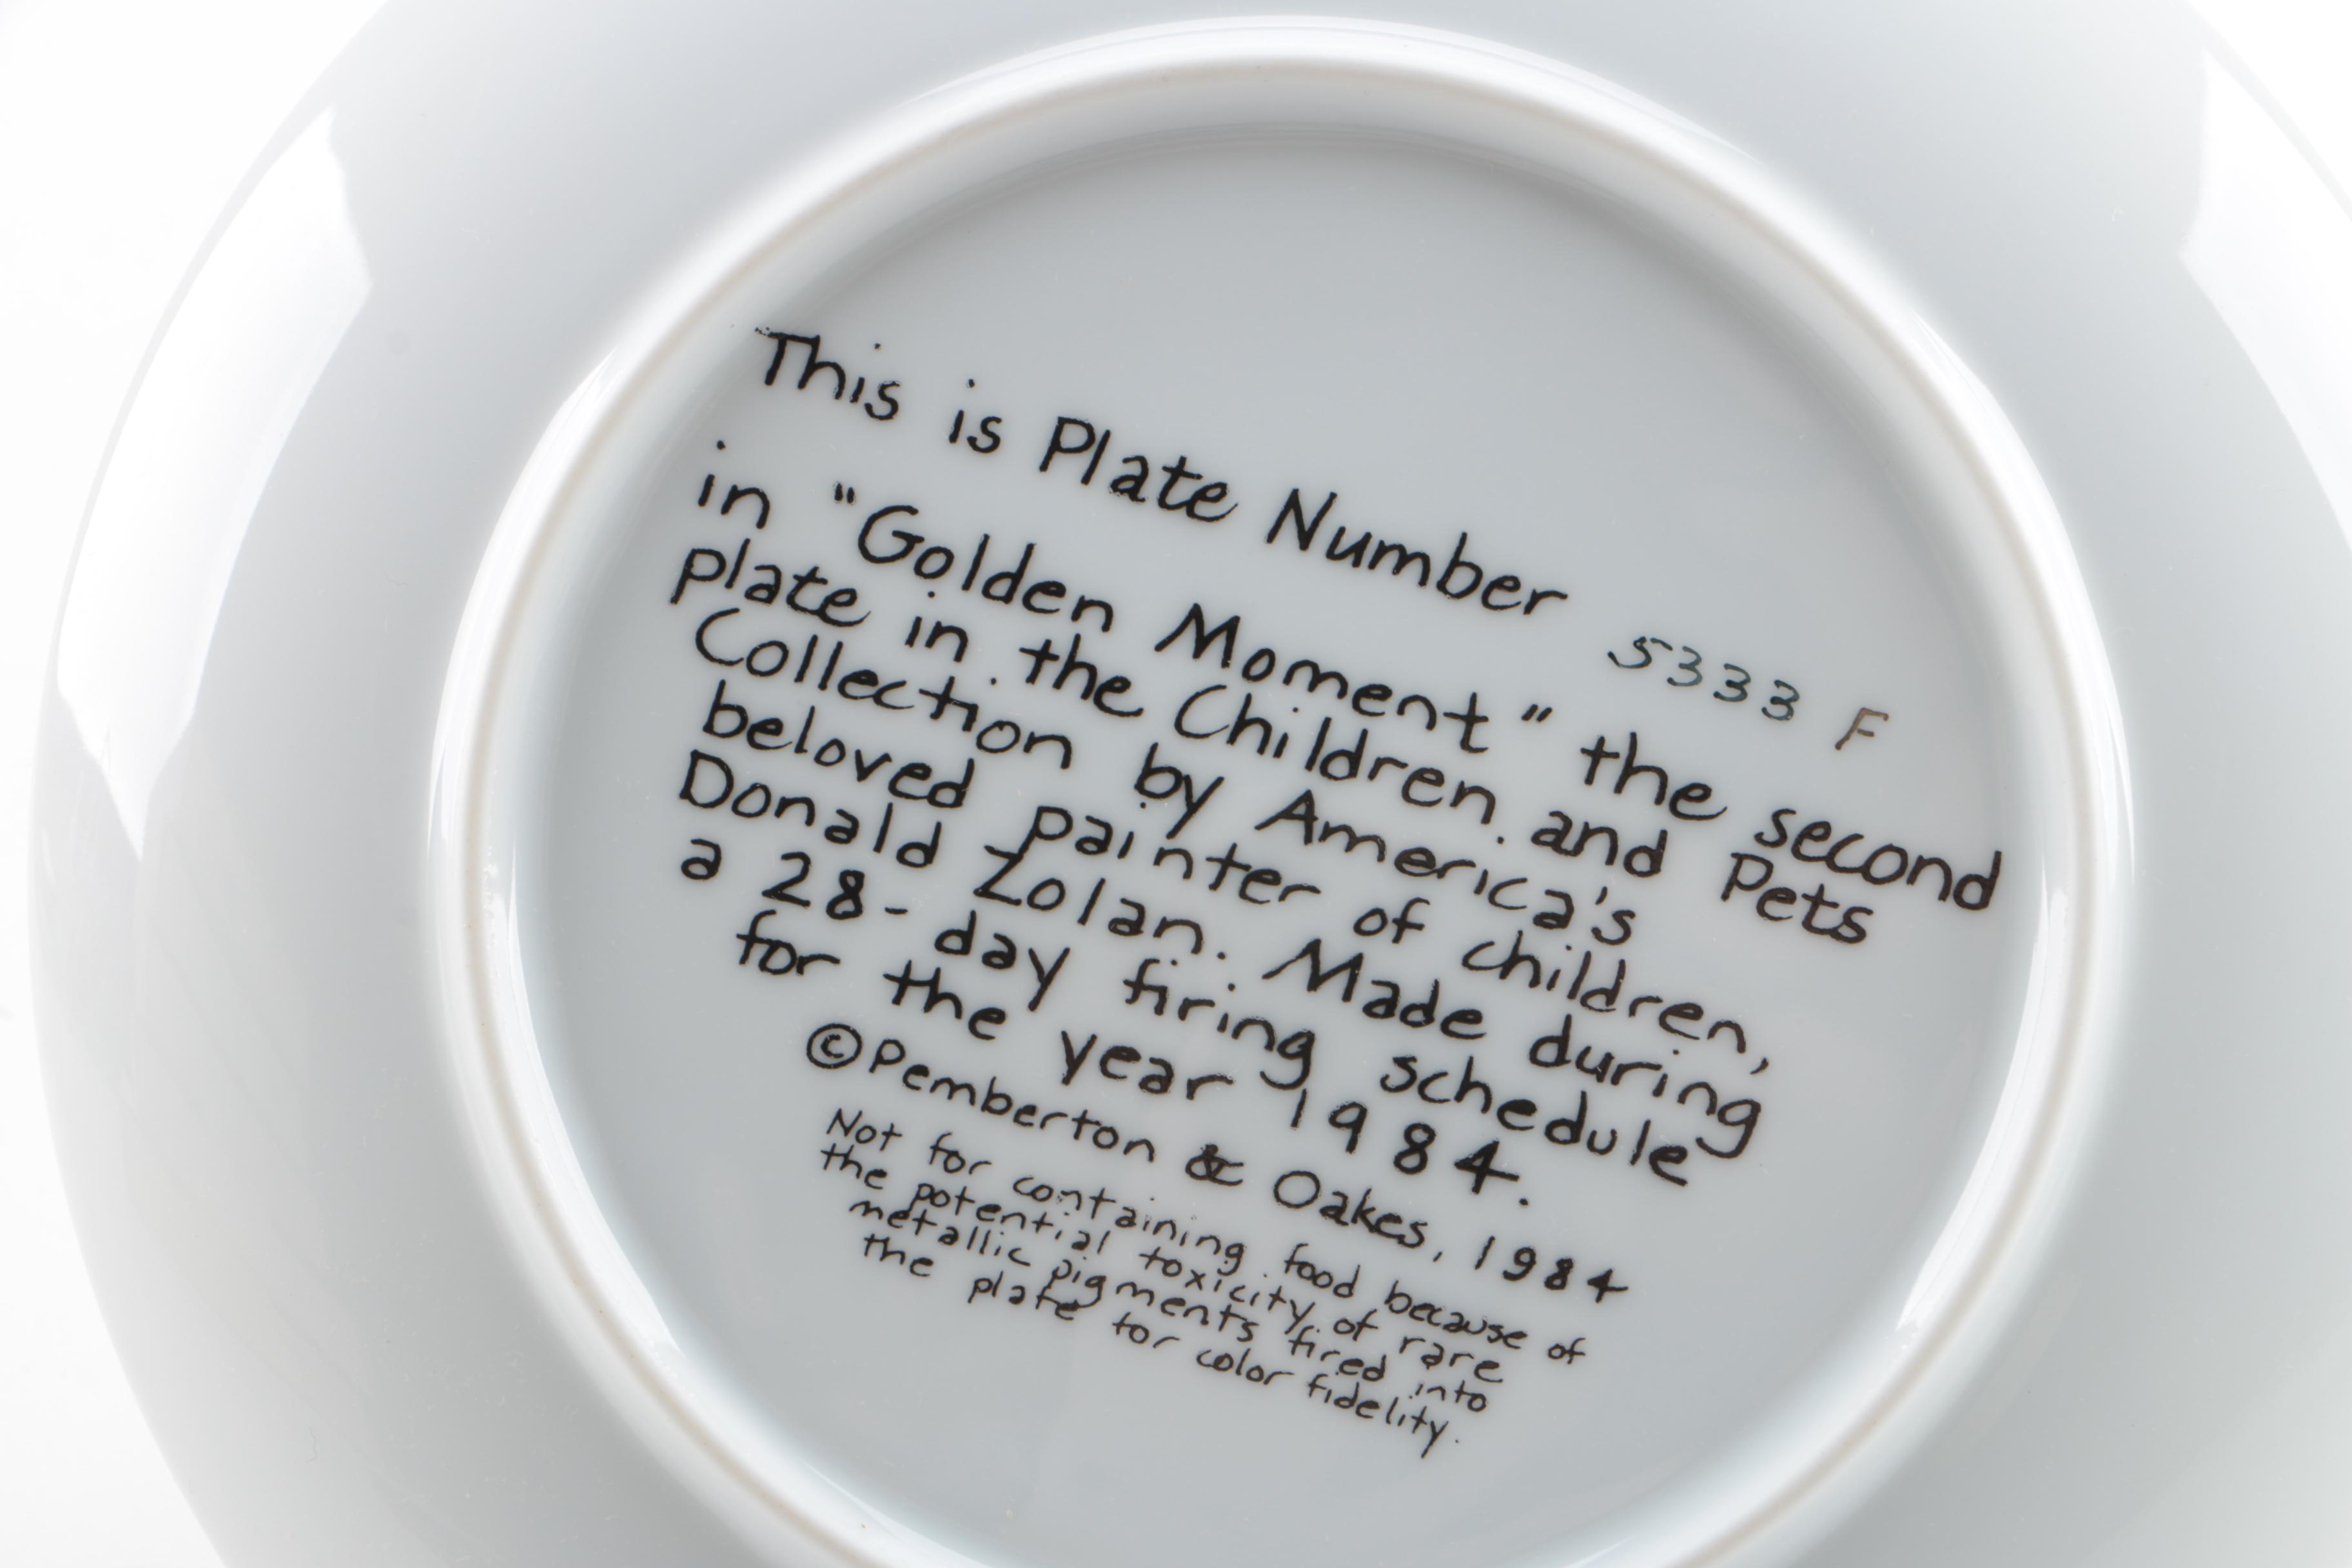 This is Plate Number 5333 F
in "Golden Moment" the second
plate in the Children and Pets
Collection by America's
beloved painter of children,
Donald Zolan. Made during
a 28-day firing schedule
for the year 1984.
© Pemberton & Oakes, 1984
Not for containing food because of
the potential toxicity of rare
metallic pigments fired into
the plate for color fidelity.